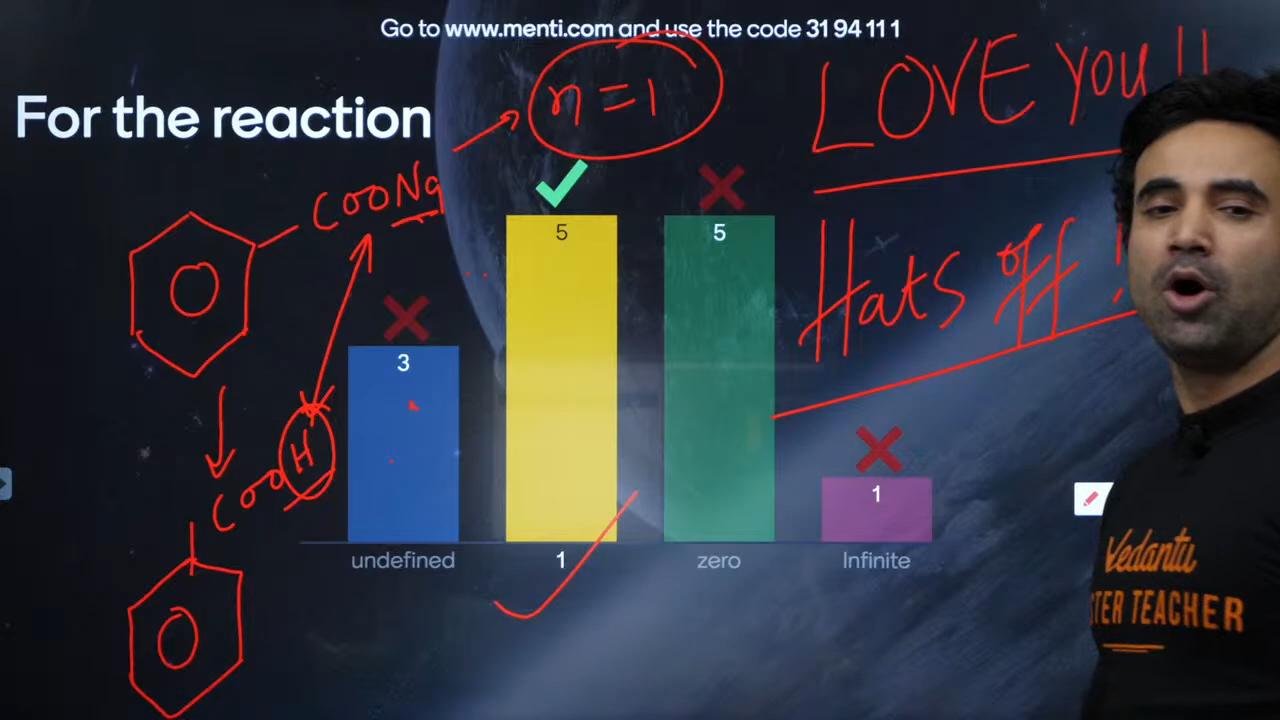 Go to www.menti.com and use the code 31 94 11 1
For the reaction
n = 1
LOVE YOU !!
COONa
Hats off !
5
5
3
1
COOH
undefined
1
zero
Infinite
Vedantu
TER TEACHER